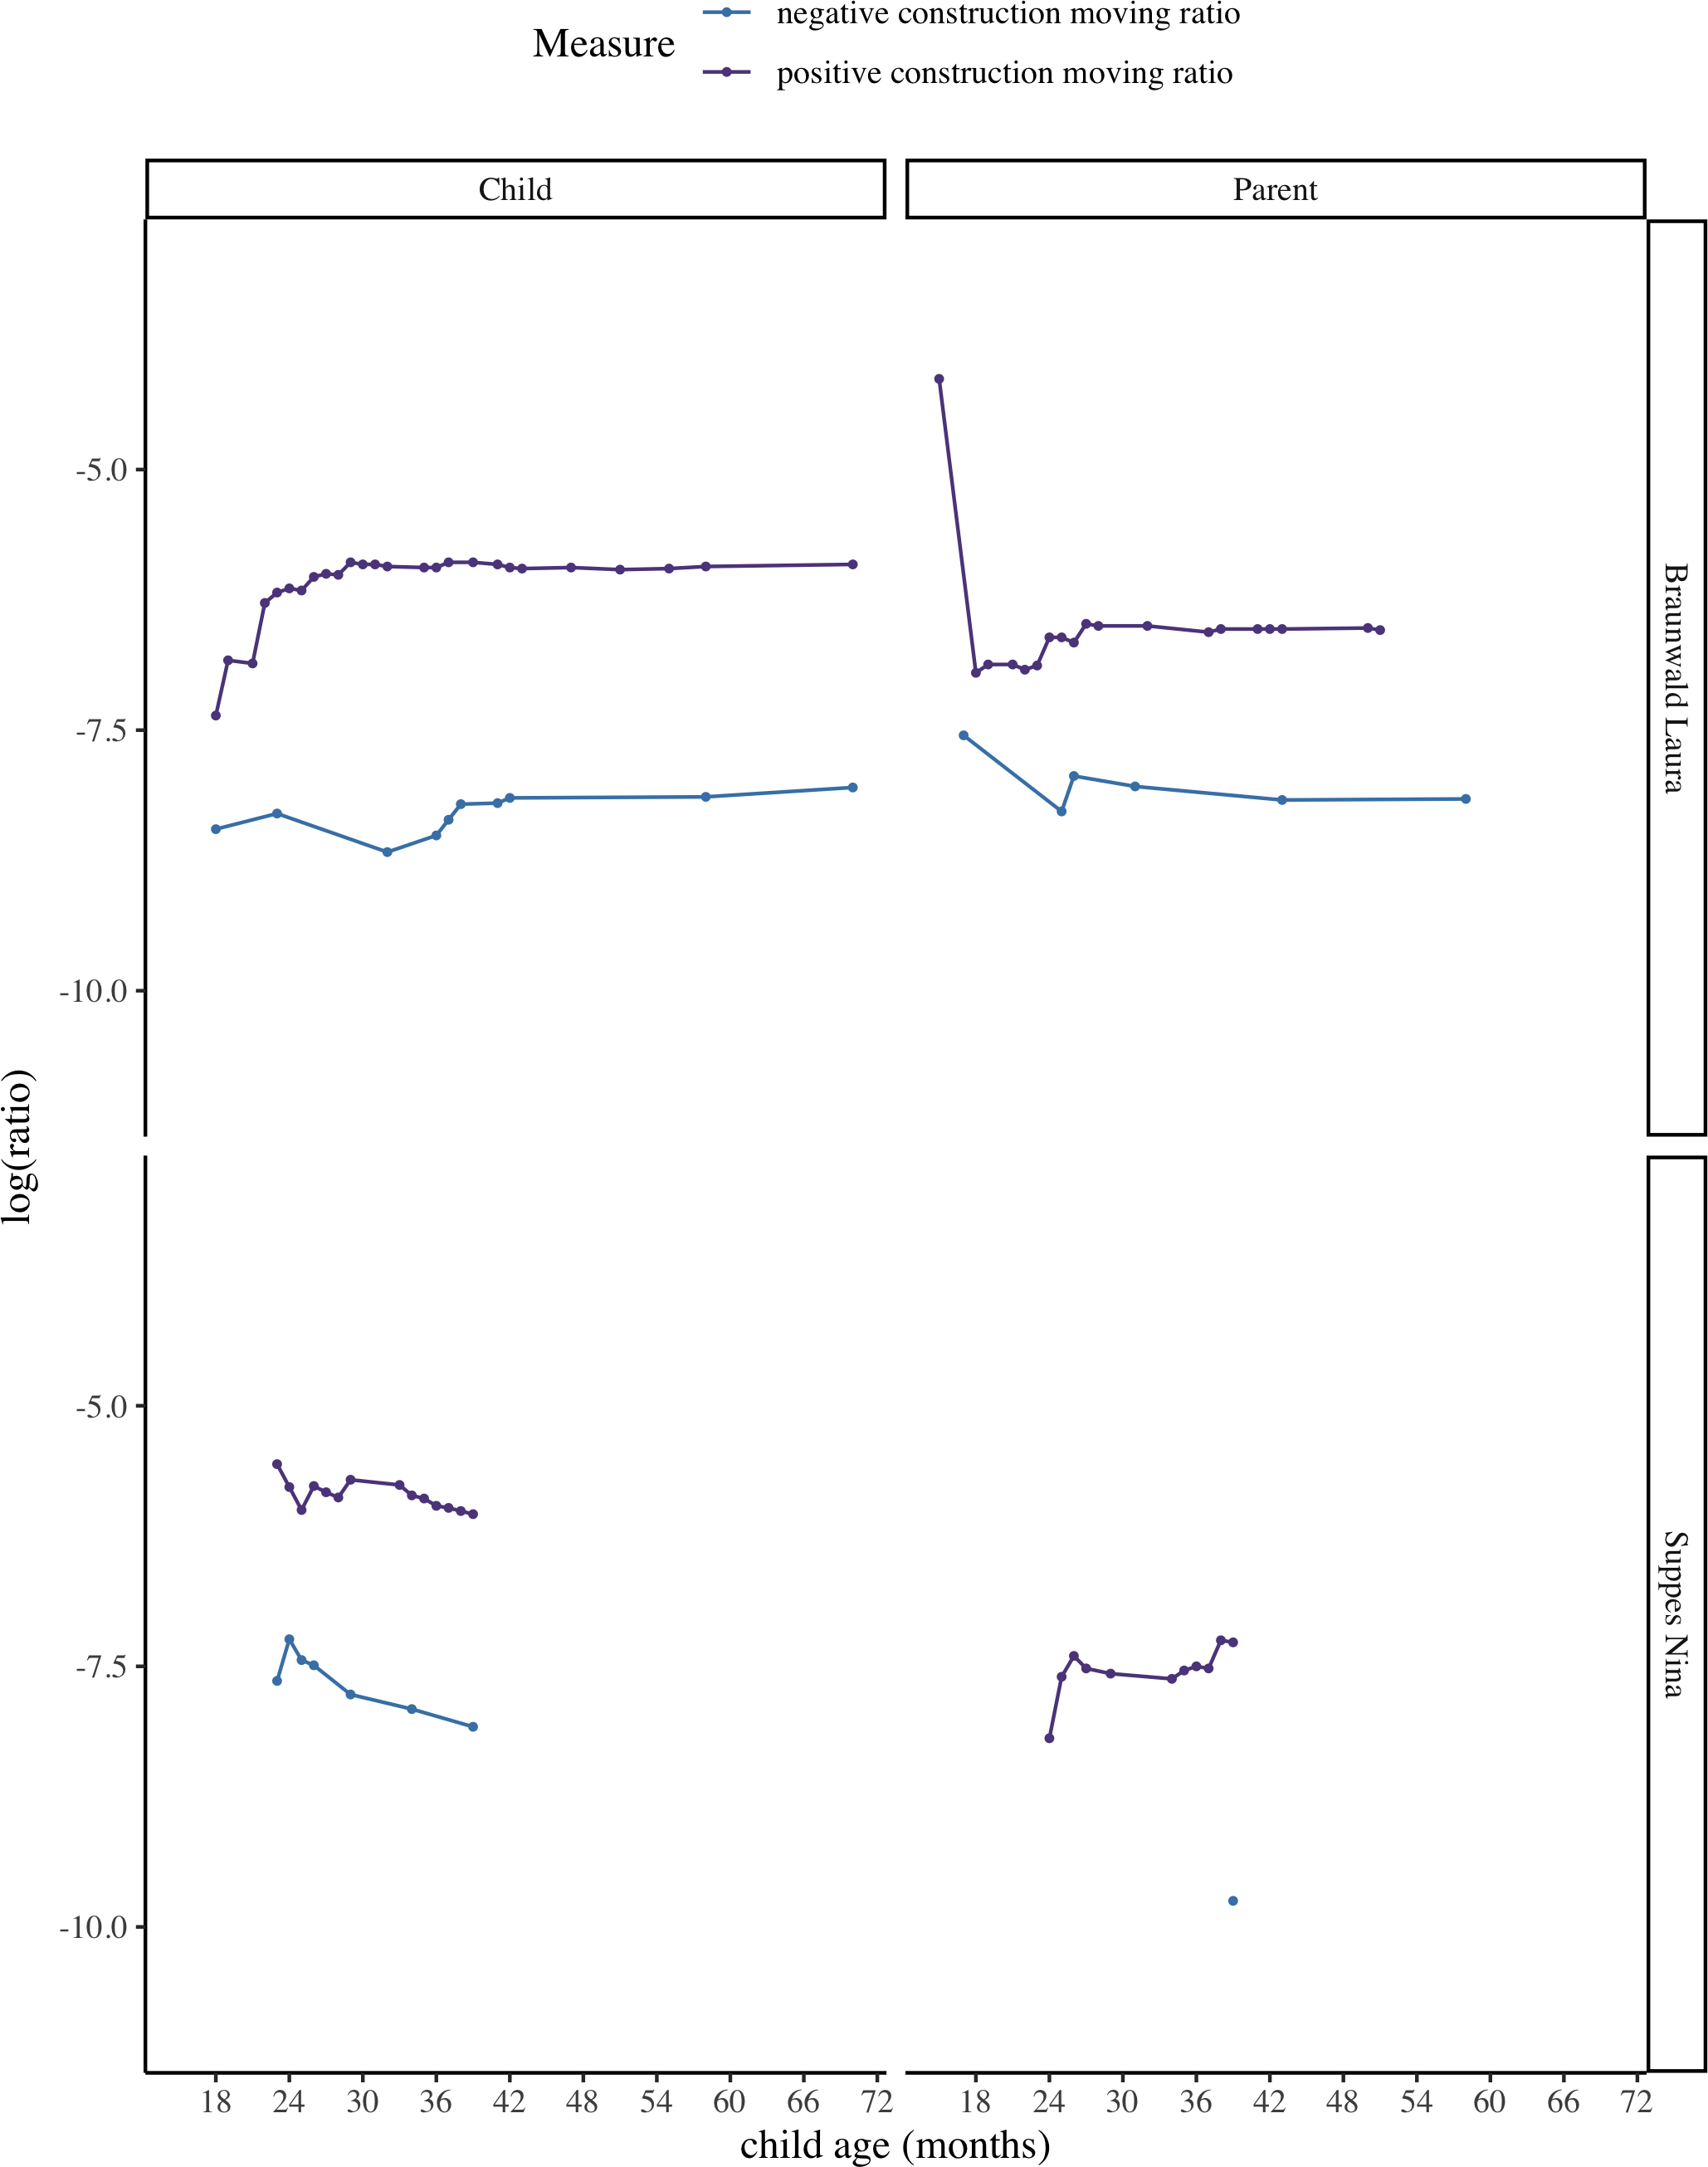 Measure
negative construction moving ratio
positive construction moving ratio
Child
Parent
Braunwald Laura
-5.0
-7.5
-10.0
log(ratio)
Suppes Nina
-5.0
-7.5
-10.0
18 24 30 36 42 48 54 60 66 72
18 24 30 36 42 48 54 60 66 72
child age (months)